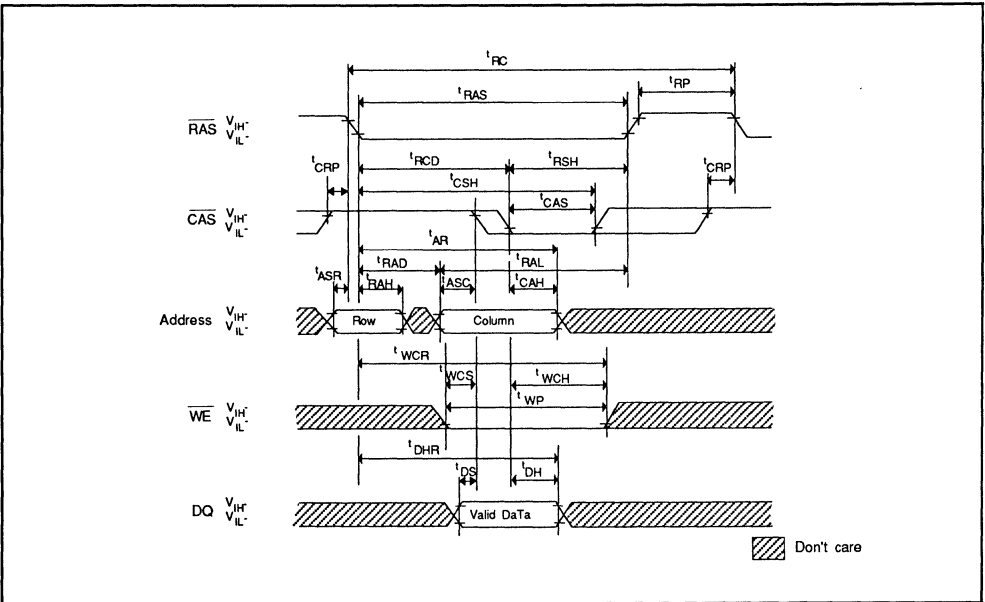 tRC
tRP
tRAS
RAS VIH-
VIL-
tCRP tRCD tRSH tCRP
tCSH
tCAS
CAS VIH-
VIL-
tAR
tRAD tRAL
tASR tRAH tASC tCAH
Address VIH-
VIL-
Row Column
tWCR
tWCS tWCH
tWP
WE VIH-
VIL-
tDHR
tDS tDH
DQ VIH-
VIL-
Valid DaTa
Don't care